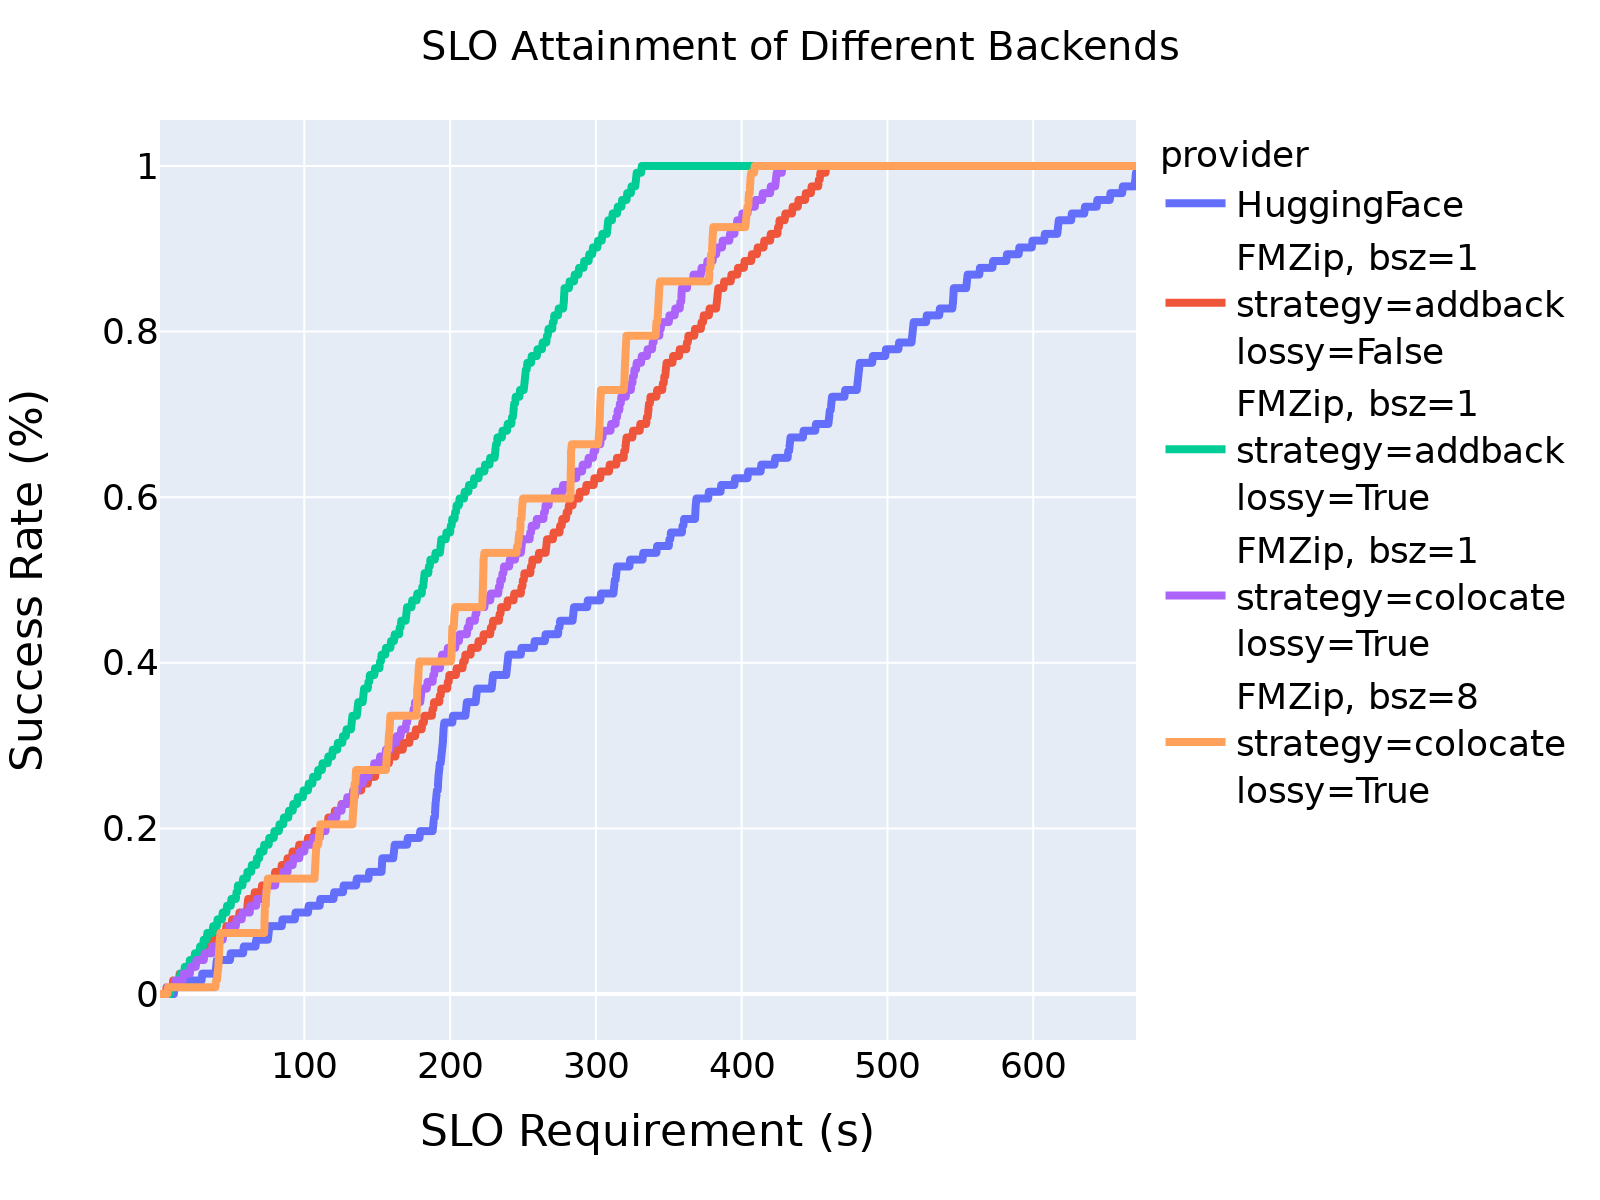 SLO Attainment of Different Backends
Success Rate (%)
1
0.8
0.6
0.4
0.2
0
100 200 300 400 500 600
SLO Requirement (s)
provider
HuggingFace
FMZip, bsz=1
strategy=addback
lossy=False
FMZip, bsz=1
strategy=addback
lossy=True
FMZip, bsz=1
strategy=colocate
lossy=True
FMZip, bsz=8
strategy=colocate
lossy=True